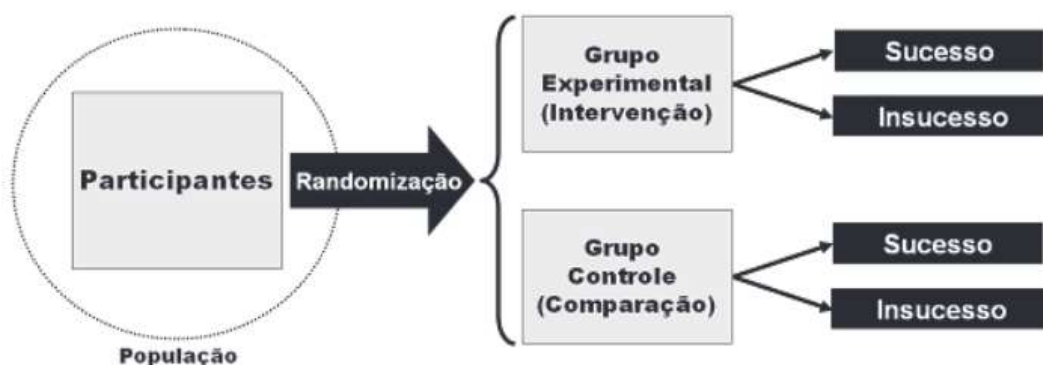 Participantes
População
Randomização
Grupo
Experimental
(Intervenção)
Sucesso
Insucesso
Grupo
Controle
(Comparação)
Sucesso
Insucesso